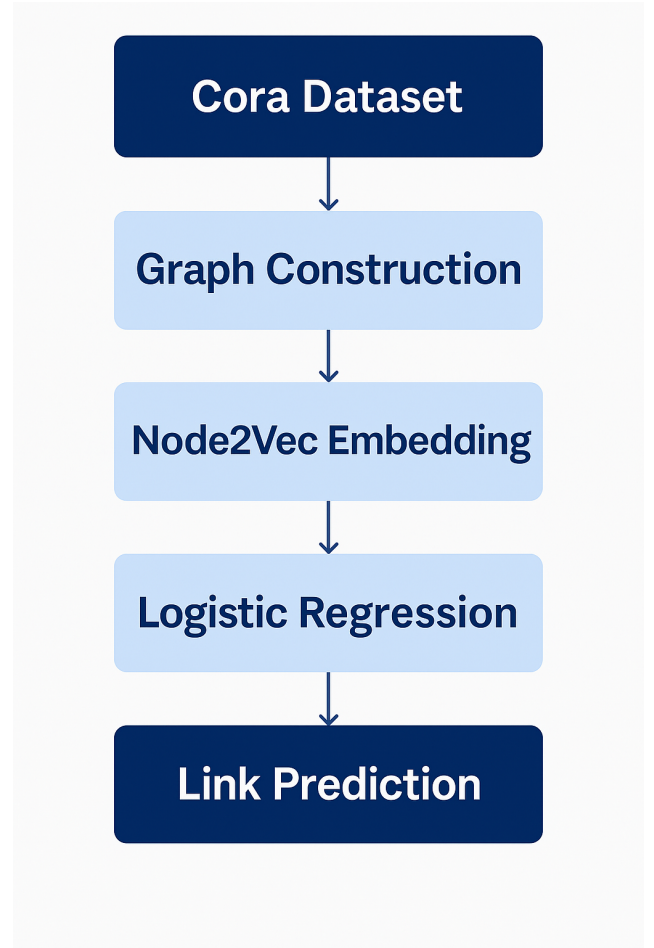 Cora Dataset
Graph Construction
Node2Vec Embedding
Logistic Regression
Link Prediction